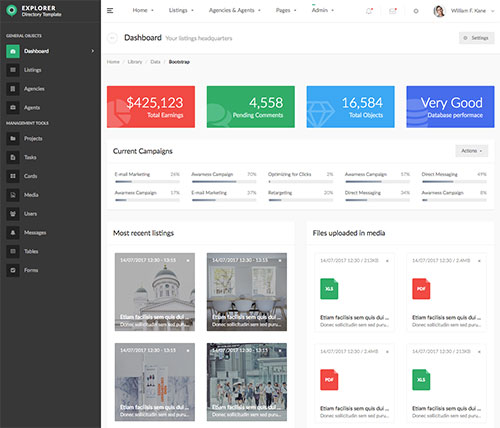 EXPLORER
Directory Template
Home
Listings
Agencies & Agents
Pages
Admin
William F. Kane
GENERAL OBJECTS
Dashboard
Listings
Agencies
Agents
MANAGEMENT TOOLS
Projects
Tasks
Cards
Media
Users
Messages
Tables
Forms
Dashboard Your listings headquarters
Settings
Home / Library / Data / Bootstrap
$425,123
Total Earnings
4,558
Pending Comments
16,584
Total Objects
Very Good
Database performace
Current Campaigns
Actions
E-mail Marketing 26%
Awareness Campaign 70%
Optimizing for Clicks 2%
Awarness Campaign 57%
Direct Messaging 49%
Awarness Campaign 17%
E-mail Marketing 37%
Retargeting 20%
Direct Messaging 34%
Awarness Campaign 8%
Most recent listings
14/07/2017 12:30 - 13:15
Etiam facilisis sem quis dui ...
Donec sollicitudin sem sed puru...
14/07/2017 12:30 - 13:15
Etiam facilisis sem quis dui ...
Donec sollicitudin sem sed puru...
14/07/2017 12:30 - 13:15
Etiam facilisis sem quis dui ...
Donec sollicitudin sem sed puru...
14/07/2017 12:30 - 13:15
Etiam facilisis sem quis dui ...
Donec sollicitudin sem sed puru...
Files uploaded in media
14/07/2017 12:30 / 213KB
XLS
Etiam facilisis sem quis dui ...
Donec sollicitudin sem sed puru...
14/07/2017 12:30 / 2.4MB
PDF
Etiam facilisis sem quis dui ...
Donec sollicitudin sem sed puru...
14/07/2017 12:30 / 2.4MB
PDF
Etiam facilisis sem quis dui ...
Donec sollicitudin sem sed puru...
14/07/2017 12:30 / 213KB
XLS
Etiam facilisis sem quis dui ...
Donec sollicitudin sem sed puru...